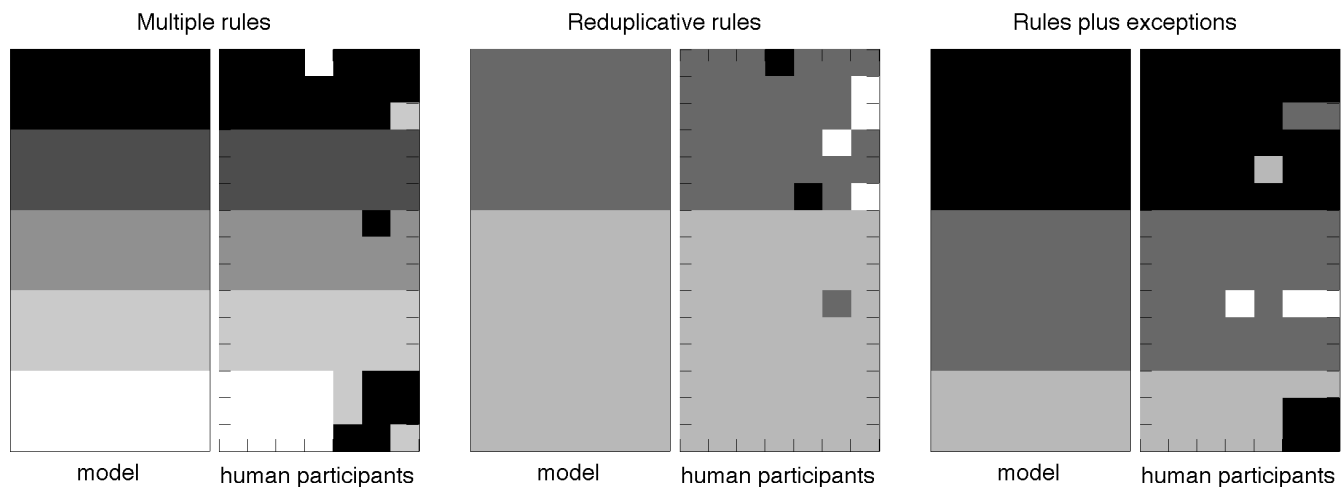 Multiple rules
Reduplicative rules
Rules plus exceptions
model
human participants
model
human participants
model
human participants